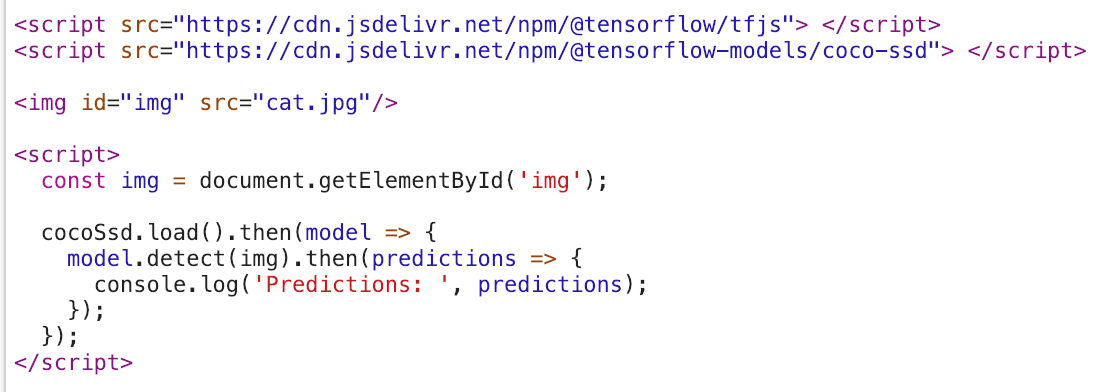 <script src="https://cdn.jsdelivr.net/npm/@tensorflow/tfjs"> </script>
<script src="https://cdn.jsdelivr.net/npm/@tensorflow-models/coco-ssd"> </script>

<img id="img" src="cat.jpg"/>

<script>
  const img = document.getElementById('img');

  cocoSsd.load().then(model => {
    model.detect(img).then(predictions => {
      console.log('Predictions: ', predictions);
    });
  });
</script>